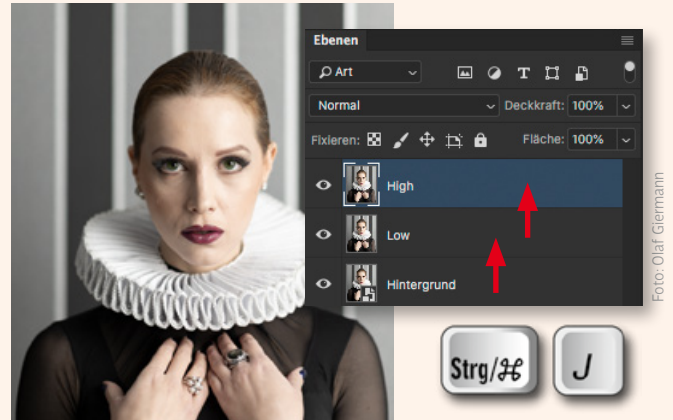 Ebenen
Art
Normal Deckkraft: 100%
Fixieren: Fläche: 100%
High
Low
Hintergrund
Foto: Olaf Giermann
Strg/⌘ J